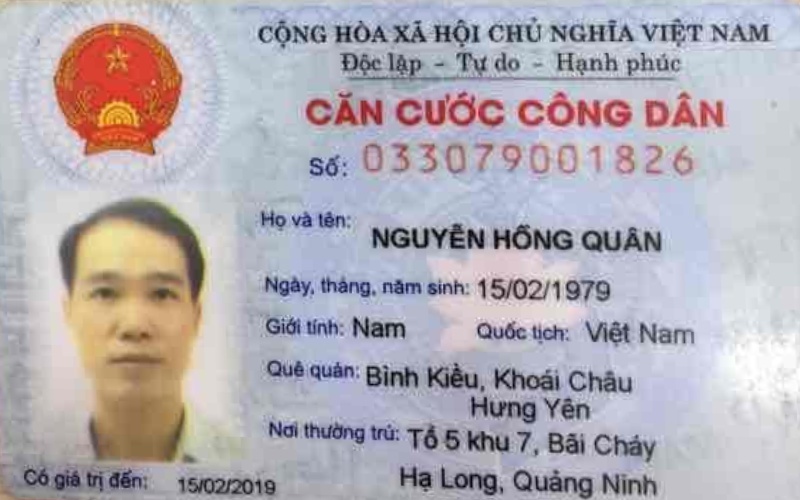 CỘNG HÒA XÃ HỘI CHỦ NGHĨA VIỆT NAM
Độc lập - Tự do - Hạnh phúc
CĂN CƯỚC CÔNG DÂN
Số: 033079001826
Họ và tên: NGUYỄN HỒNG QUÂN
Ngày, tháng, năm sinh: 15/02/1979
Giới tính: Nam Quốc tịch: Việt Nam
Quê quán: Bình Kiều, Khoái Châu
Hưng Yên
Nơi thường trú: Tổ 5 khu 7, Bãi Cháy
Hạ Long, Quảng Ninh
Có giá trị đến: 15/02/2019